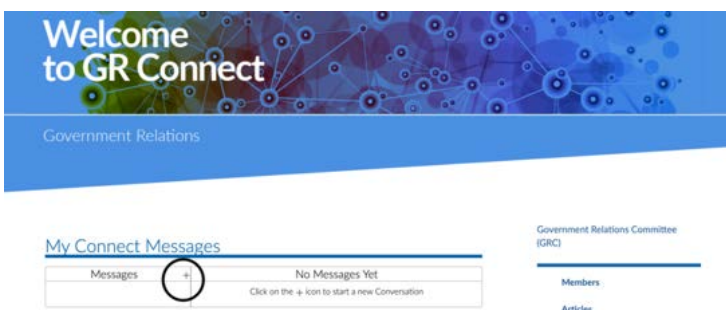 Welcome
to GR Connect
Government Relations
My Connect Messages
Messages +
No Messages Yet
Click on the + icon to start a new Conversation
Government Relations Committee
(GRC)
Members
Articles